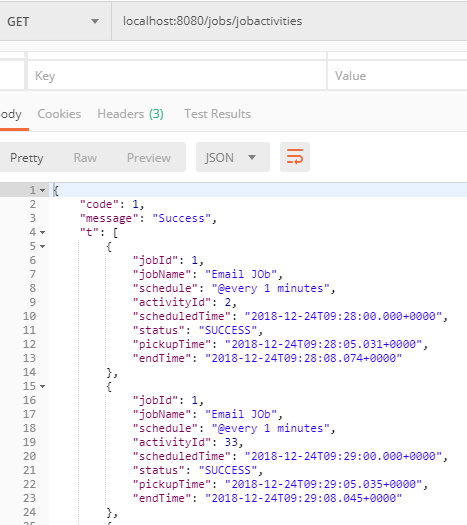 GET localhost:8080/jobs/jobactivities
Key Value
ody Cookies Headers (3) Test Results
Pretty Raw Preview JSON
1 {
2 "code": 1,
3 "message": "Success",
4 "t": [
5 {
6 "jobId": 1,
7 "jobName": "Email JOb",
8 "schedule": "@every 1 minutes",
9 "activityId": 2,
10 "scheduledTime": "2018-12-24T09:28:00.000+0000",
11 "status": "SUCCESS",
12 "pickupTime": "2018-12-24T09:28:05.031+0000",
13 "endTime": "2018-12-24T09:28:08.074+0000"
14 },
15 {
16 "jobId": 1,
17 "jobName": "Email JOb",
18 "schedule": "@every 1 minutes",
19 "activityId": 33,
20 "scheduledTime": "2018-12-24T09:29:00.000+0000",
21 "status": "SUCCESS",
22 "pickupTime": "2018-12-24T09:29:05.035+0000",
23 "endTime": "2018-12-24T09:29:08.045+0000"
24 },